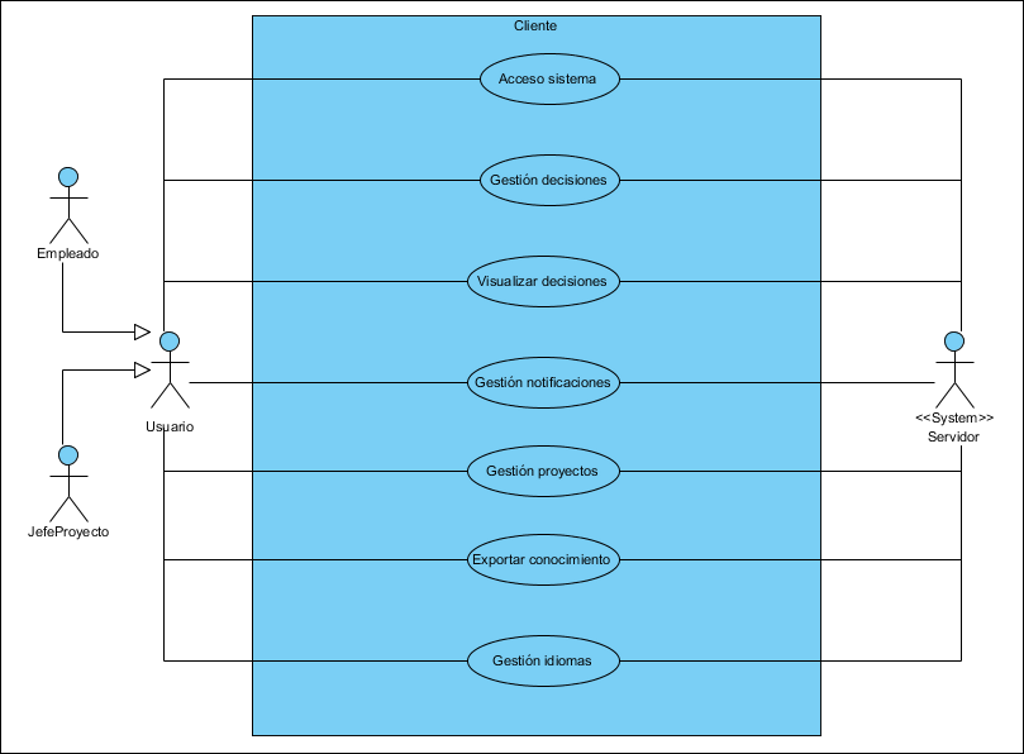 Cliente
Acceso sistema
Gestión decisiones
Empleado
Visualizar decisiones
Gestión notificaciones
Usuario
<<System>>
Servidor
Gestión proyectos
JefeProyecto
Exportar conocimiento
Gestión idiomas